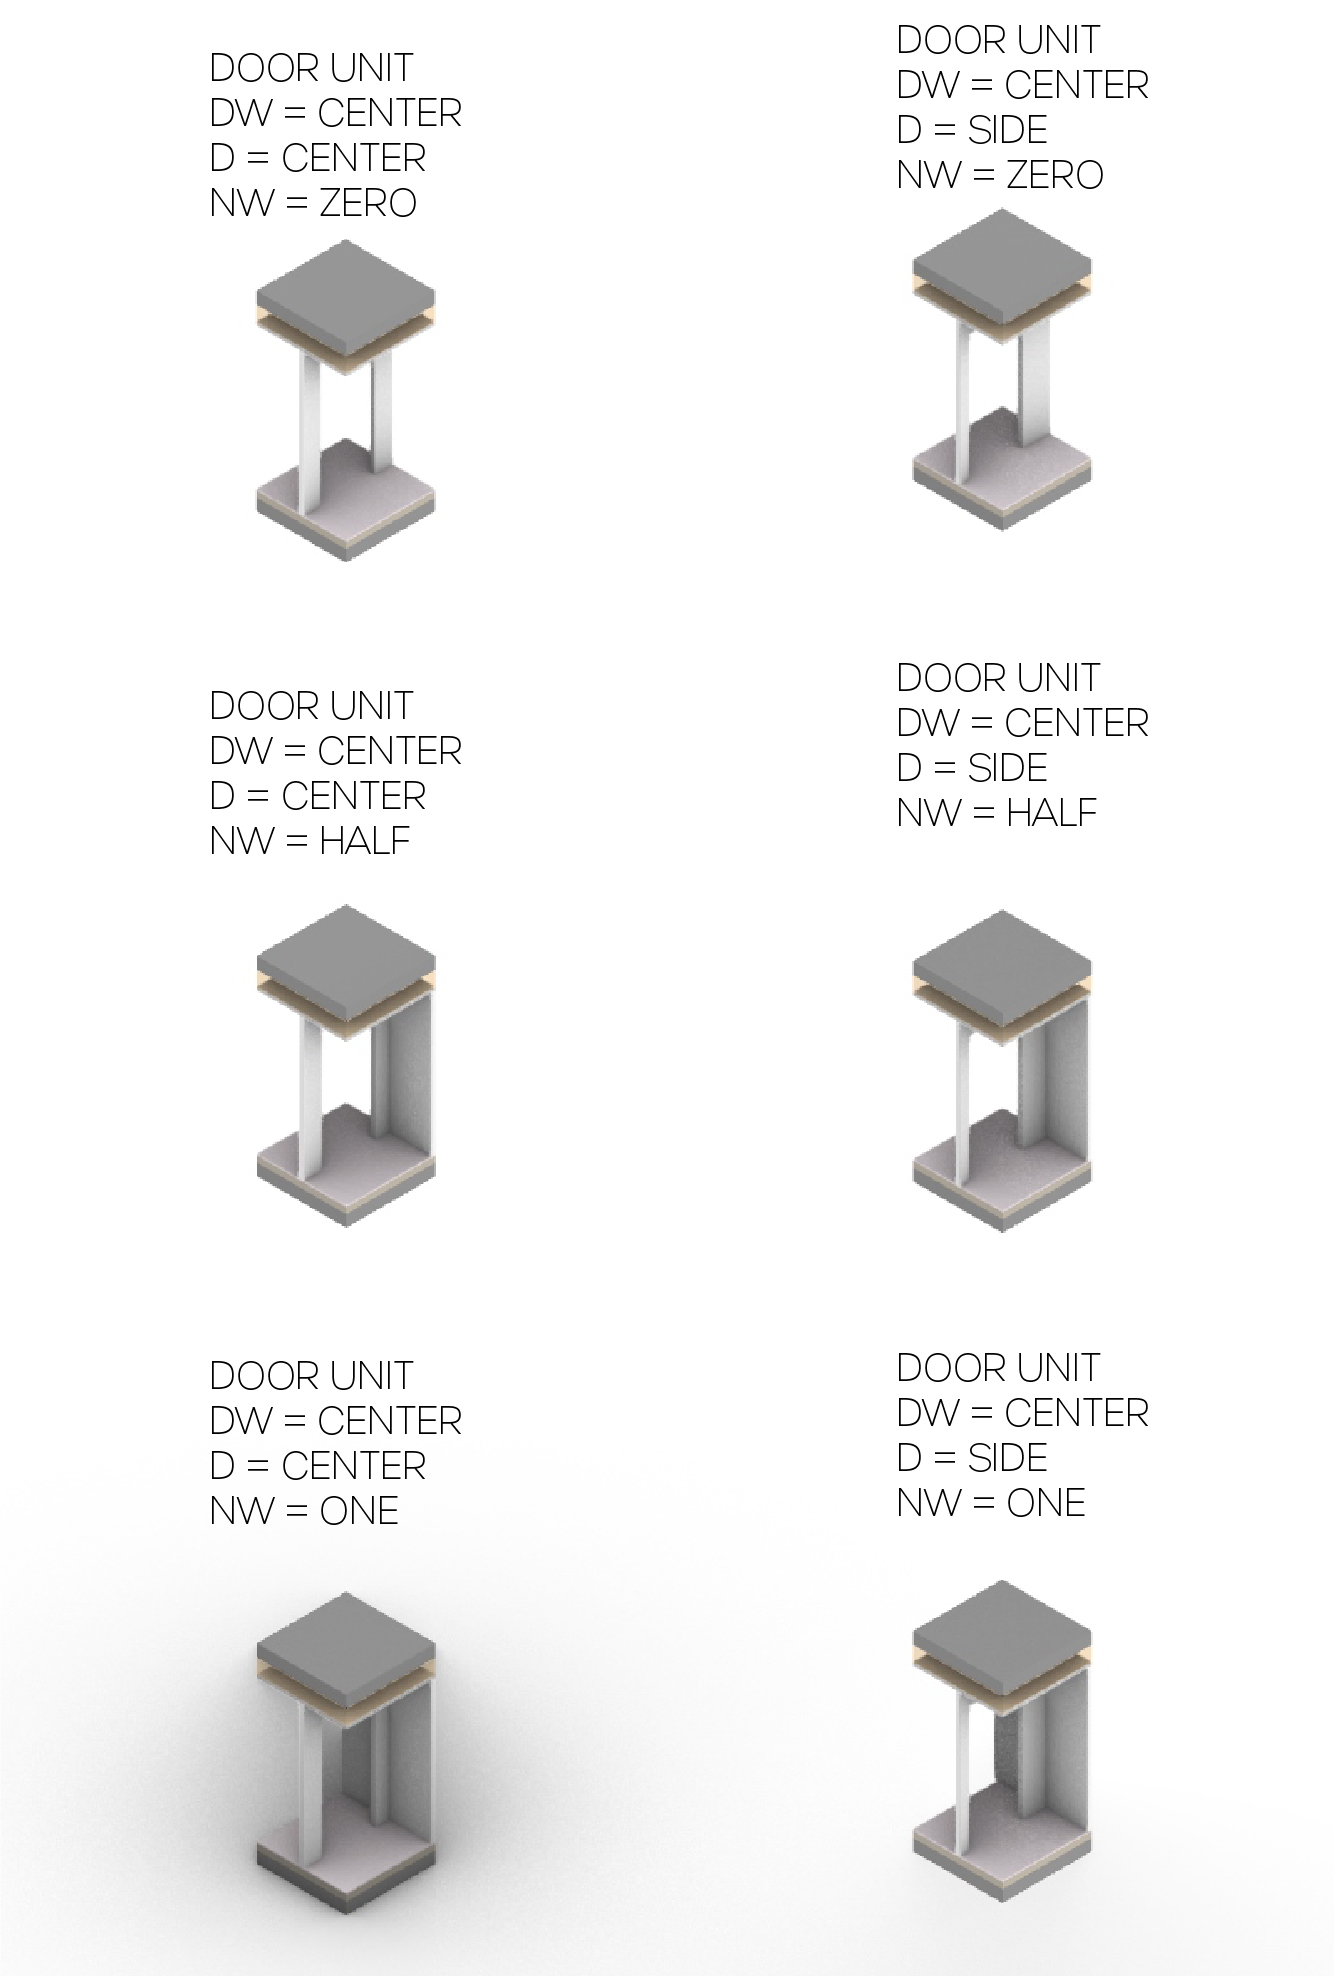 DOOR UNIT
DW = CENTER
D = CENTER
NW = ZERO
DOOR UNIT
DW = CENTER
D = SIDE
NW = ZERO
DOOR UNIT
DW = CENTER
D = CENTER
NW = HALF
DOOR UNIT
DW = CENTER
D = SIDE
NW = HALF
DOOR UNIT
DW = CENTER
D = CENTER
NW = ONE
DOOR UNIT
DW = CENTER
D = SIDE
NW = ONE